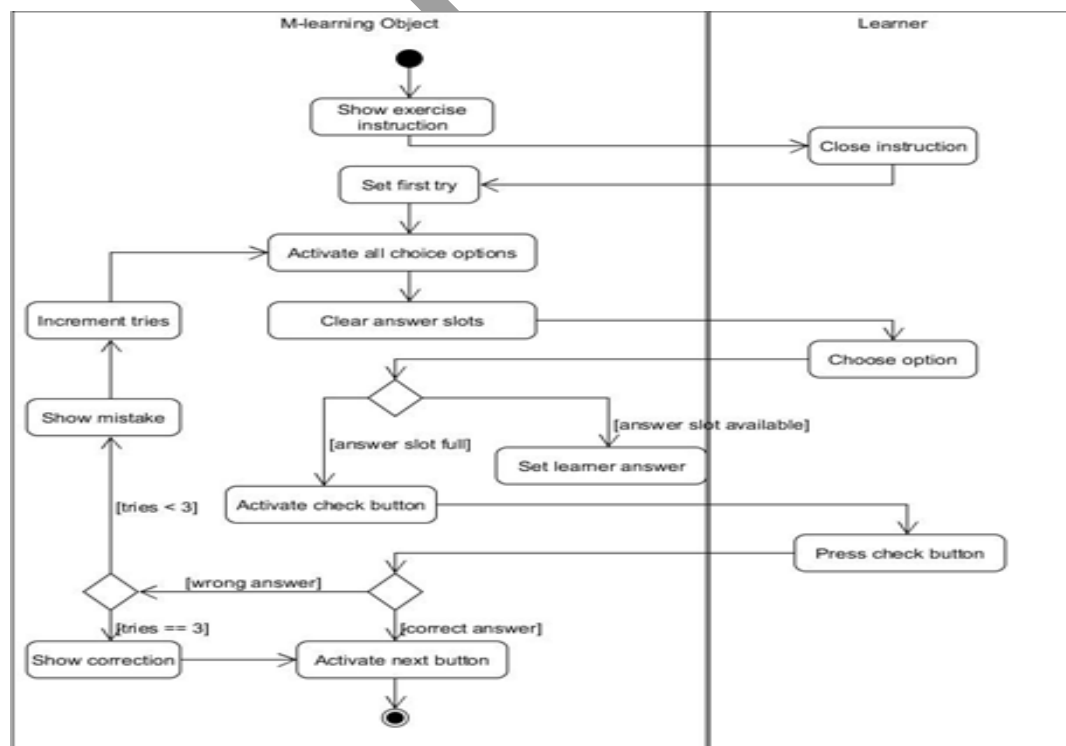 M-learning Object
Learner
Show exercise
instruction
Close instruction
Set first try
Activate all choice options
Increment tries
Clear answer slots
Choose option
Show mistake
[answer slot available]
[answer slot full]
Set learner answer
[tries < 3]
Activate check button
Press check button
[wrong answer]
[tries == 3]
[correct answer]
Show correction
Activate next button